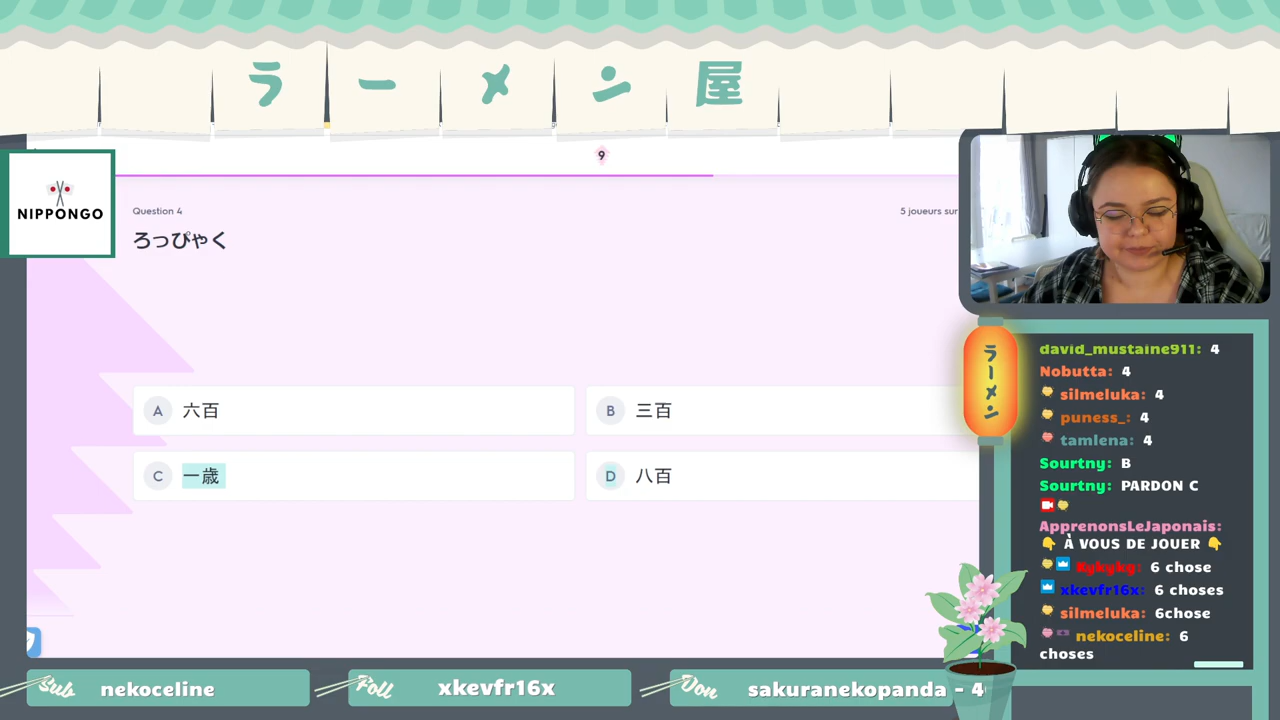 ラーメン屋
9
NIPPONGO
Question 4
5 joueurs sur
ろっぴゃく
A 六百
B 三百
C 一歳
D 八百
ラーメン
david_mustaine911: 4
Nobutta: 4
silmeluka: 4
puness_: 4
tamlena: 4
Sourtny: B
Sourtny: PARDON C
ApprenonsLeJaponais:
👇 À VOUS DE JOUER 👇
Kykykg: 6 chose
xkevfr16x: 6 choses
silmeluka: 6chose
nekoceline: 6
choses
Sub nekoceline
Foll xkevfr16x
Don sakuranekopanda - 4